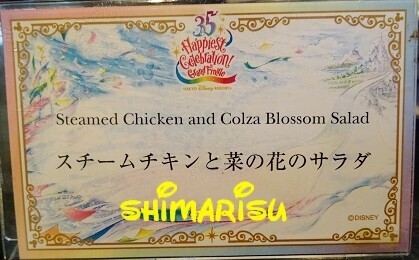 35
Happiest
Celebration!
Grand Finale
TOKYO DISNEY RESORT
Steamed Chicken and Colza Blossom Salad
スチームチキンと菜の花のサラダ
SHIMARISU
©DISNEY